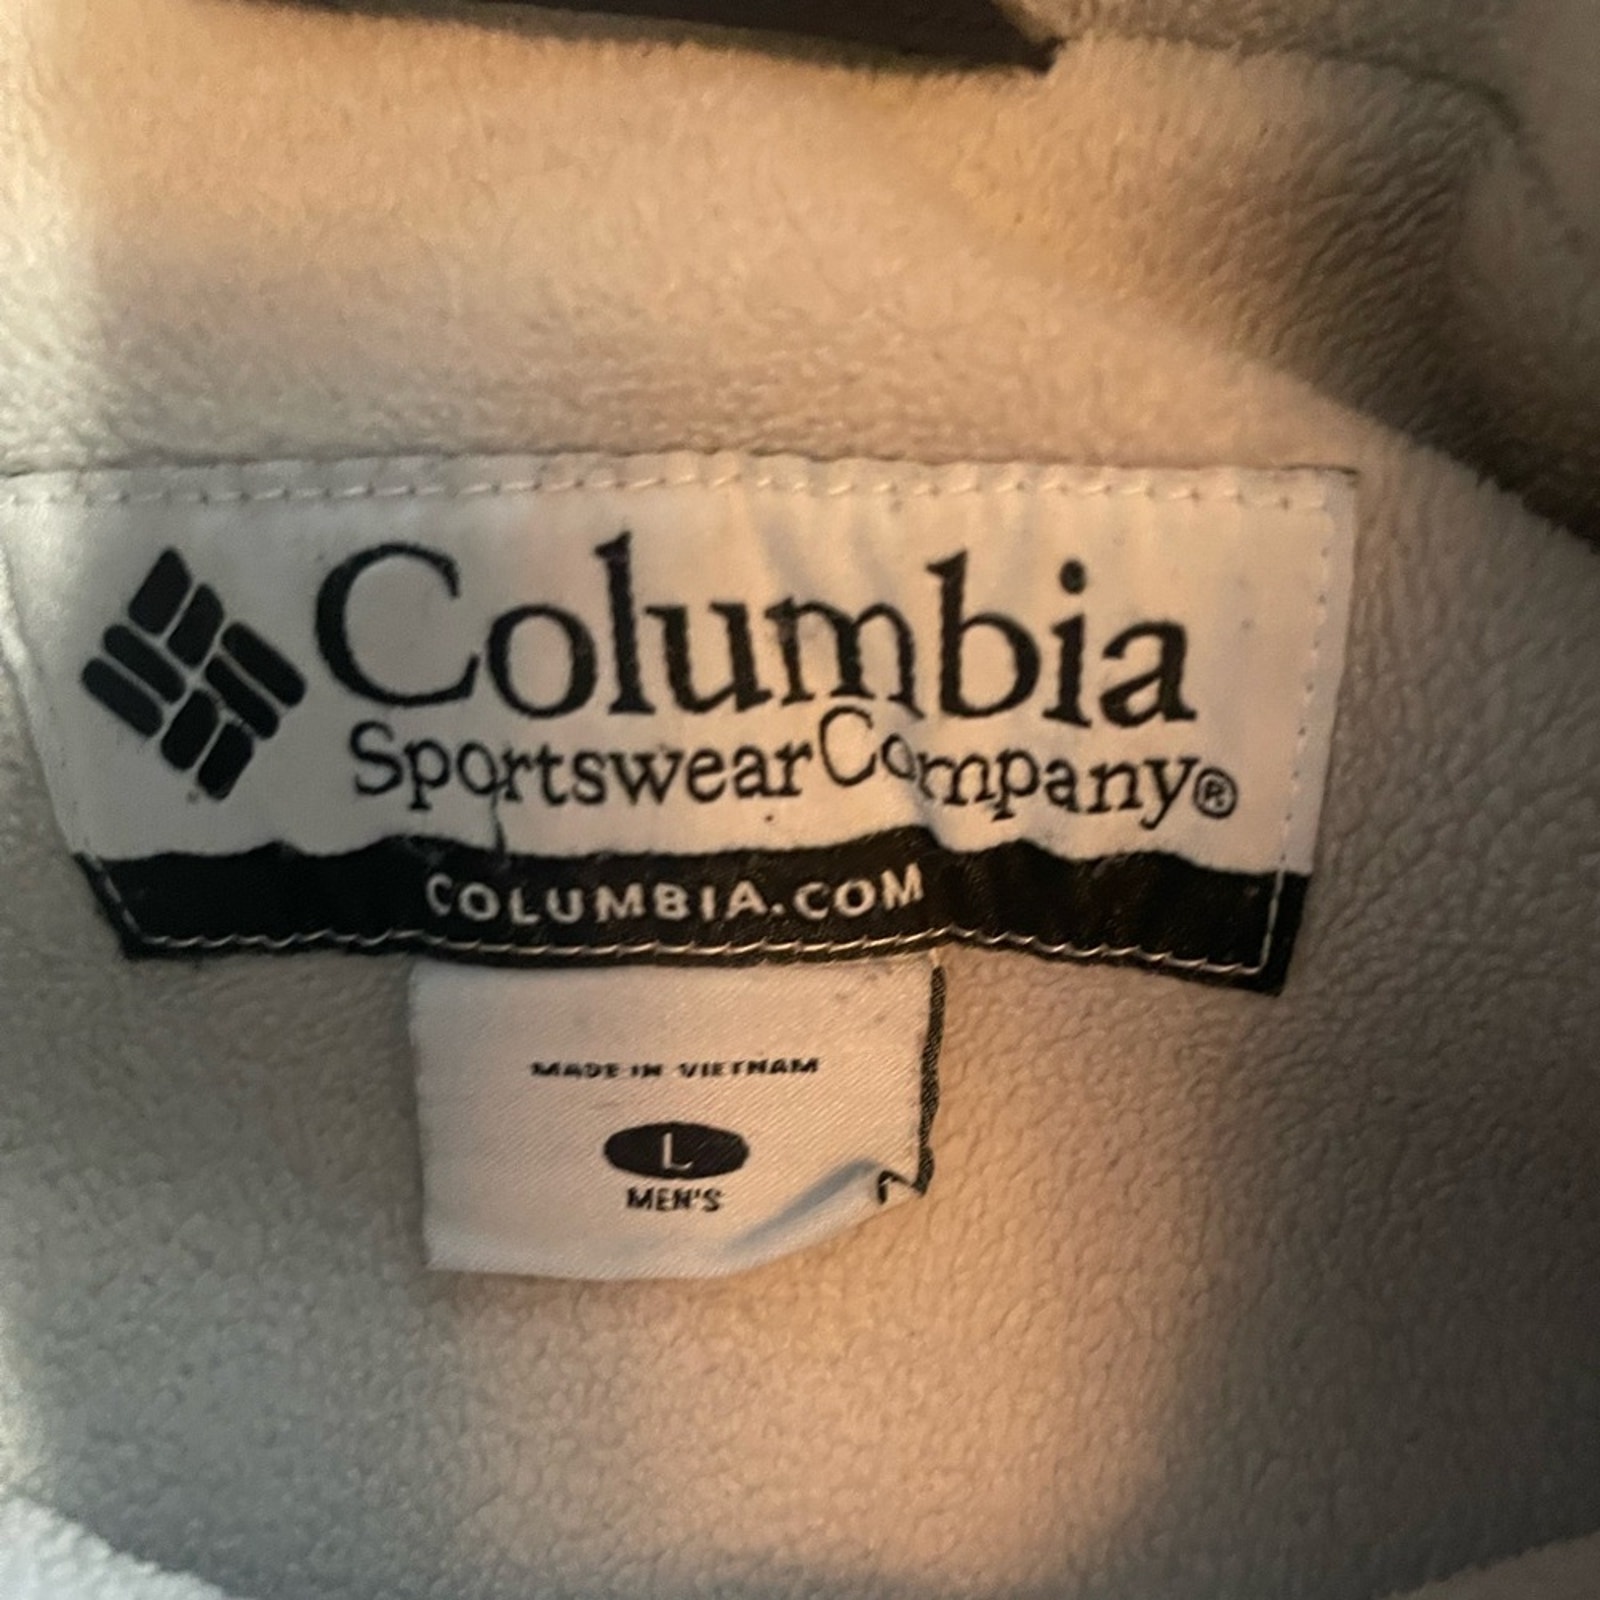 Columbia
Sportswear Company®
COLUMBIA.COM
MADE IN VIETNAM
L
MEN'S